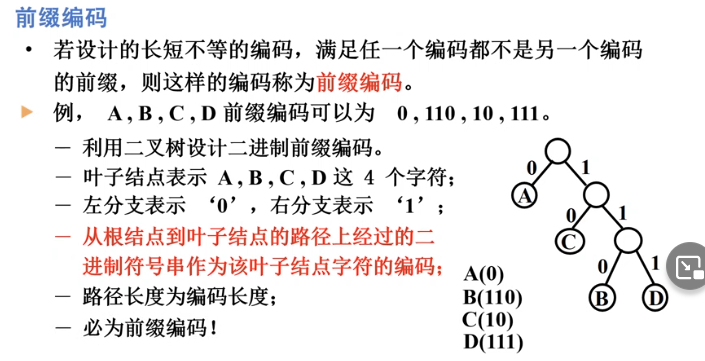 前缀编码
• 若设计的长短不等的编码，满足任一个编码都不是另一个编码
的前缀，则这样的编码称为前缀编码。
例， A , B , C , D 前缀编码可以为 0 , 110 , 10 , 111。
— 利用二叉树设计二进制前缀编码。
— 叶子结点表示 A , B , C , D 这 4 个字符；
— 左分支表示 ‘0’，右分支表示 ‘1’；
— 从根结点到叶子结点的路径上经过的二
进制符号串作为该叶子结点字符的编码；
— 路径长度为编码长度；
— 必为前缀编码！
0 1
A
0 1
C
0 1
B D
A(0)
B(110)
C(10)
D(111)